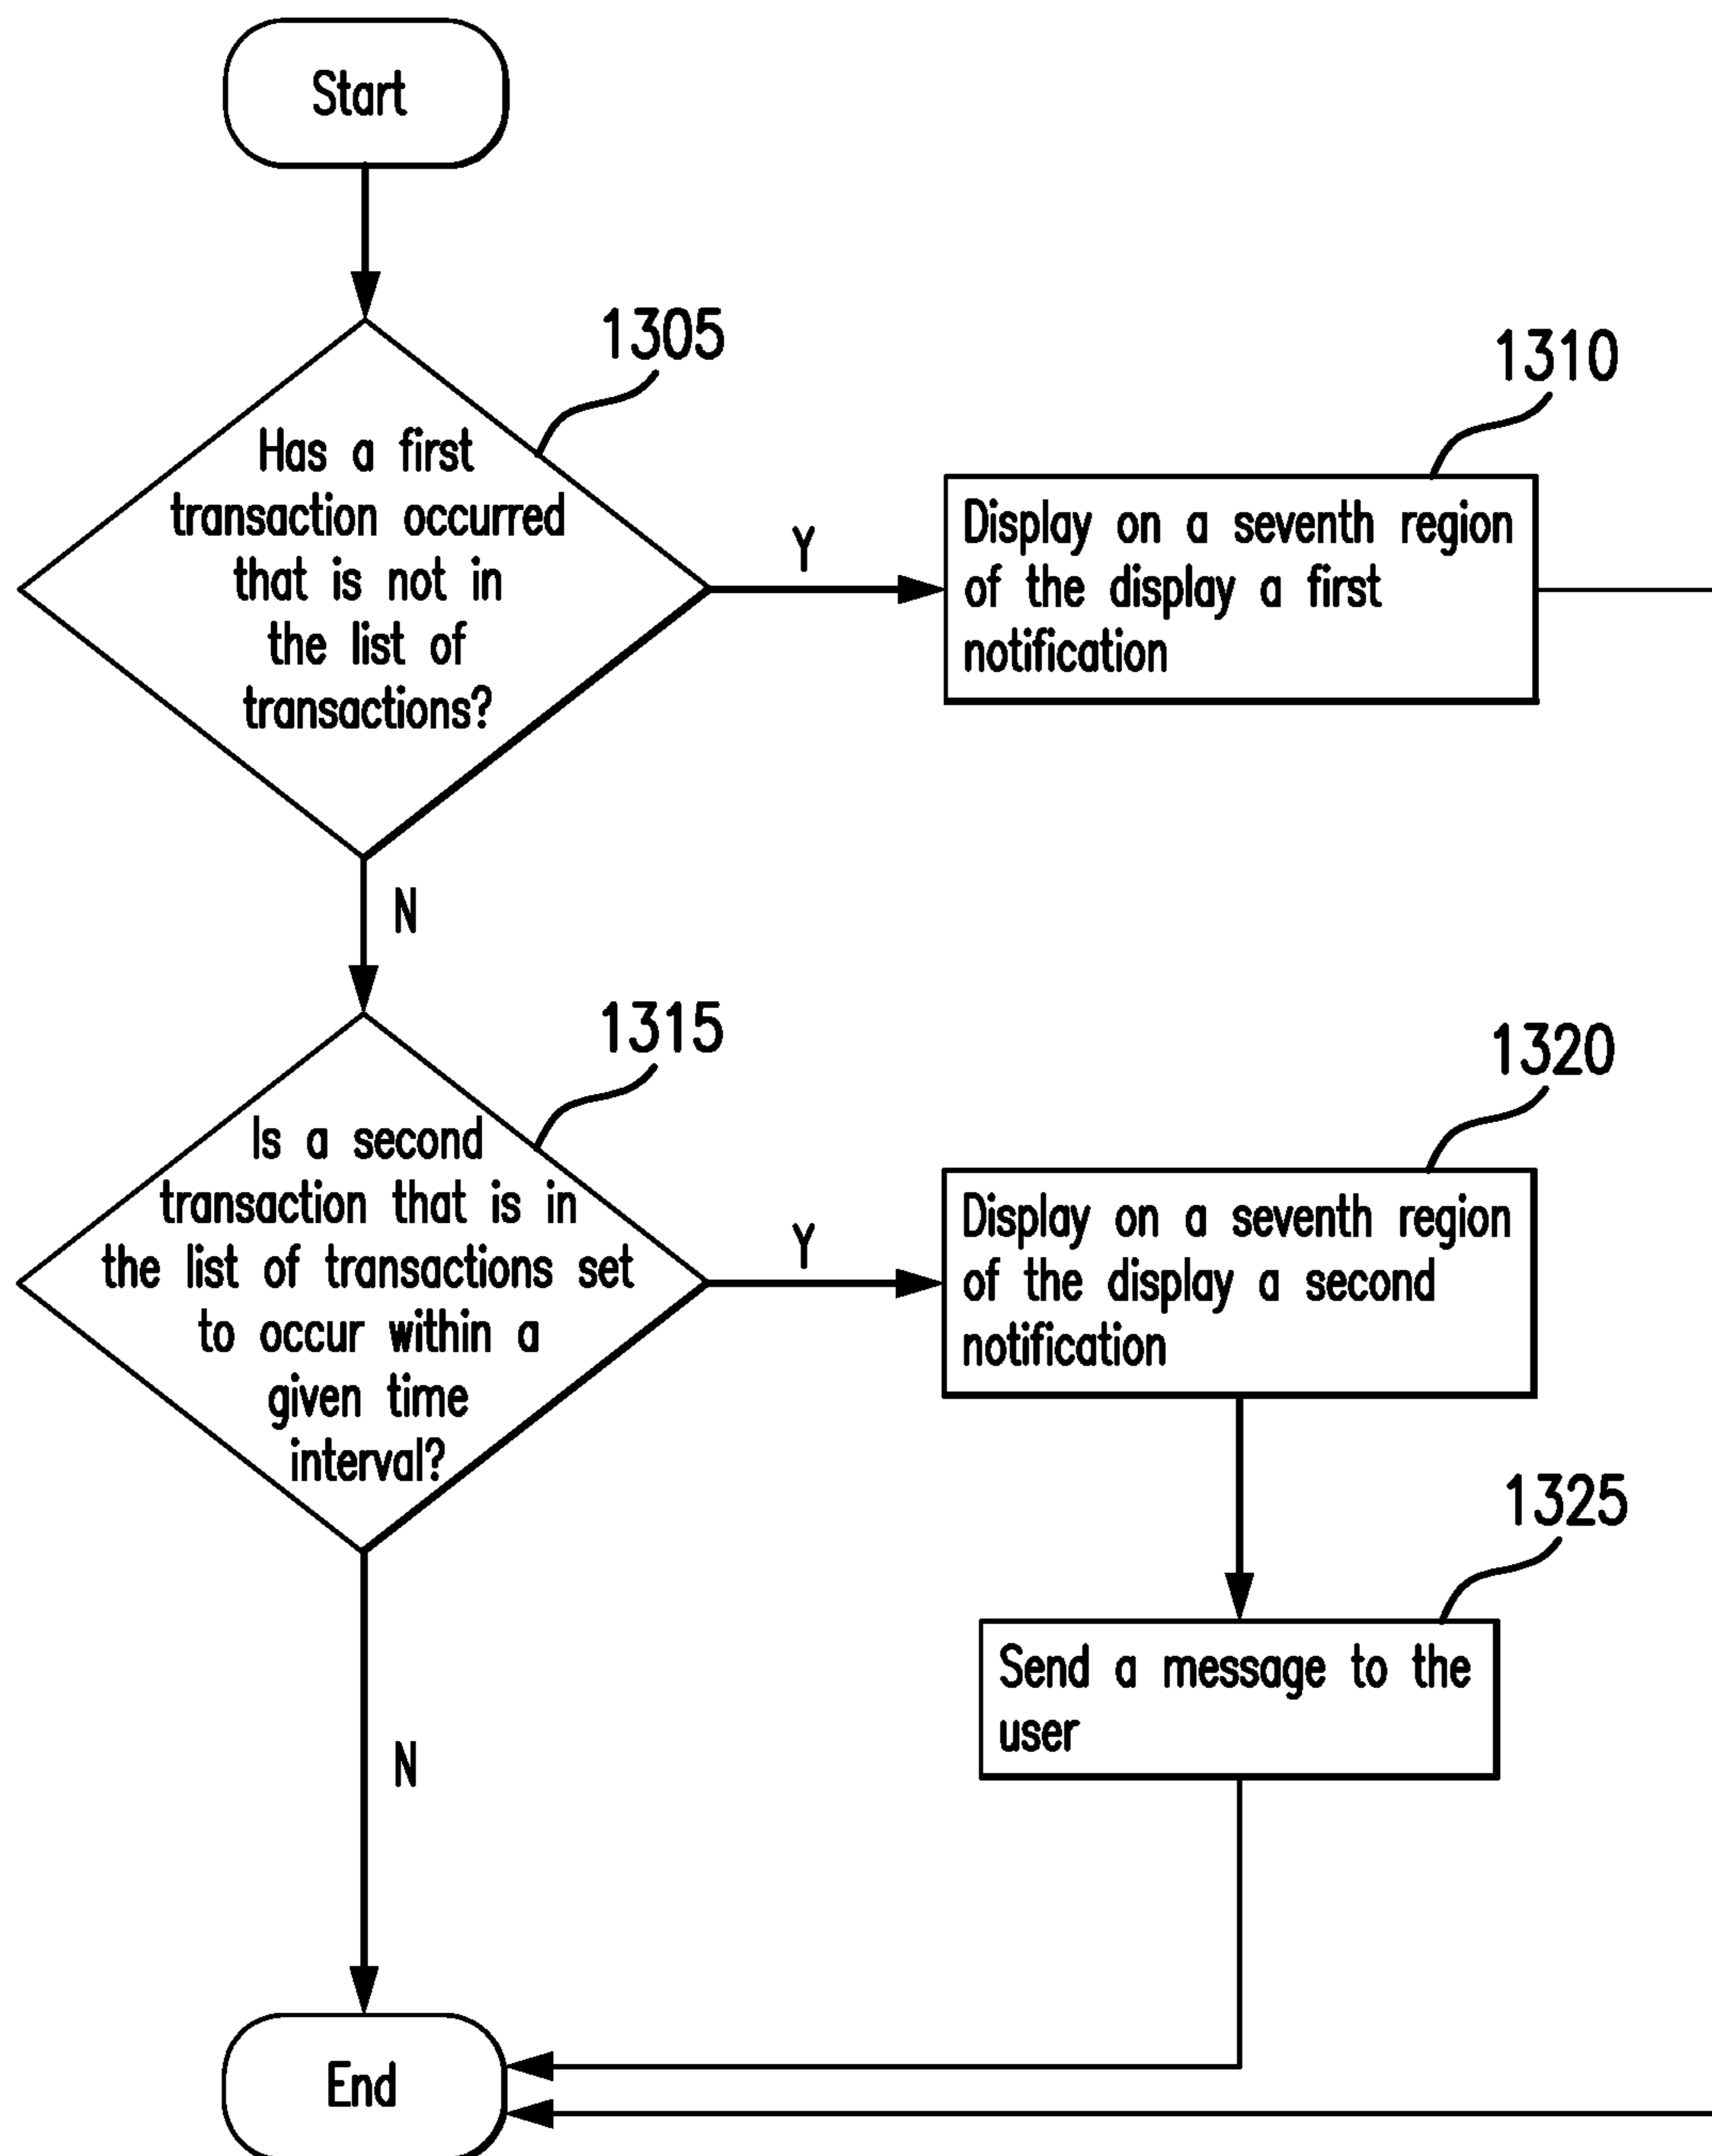 Start
1305
Has a first
transaction occurred
that is not in
the list of
transactions?
Y
1310
Display on a seventh region
of the display a first
notification
N
1315
Is a second
transaction that is in
the list of transactions set
to occur within a
given time
interval?
Y
1320
Display on a seventh region
of the display a second
notification
1325
Send a message to the
user
N
End